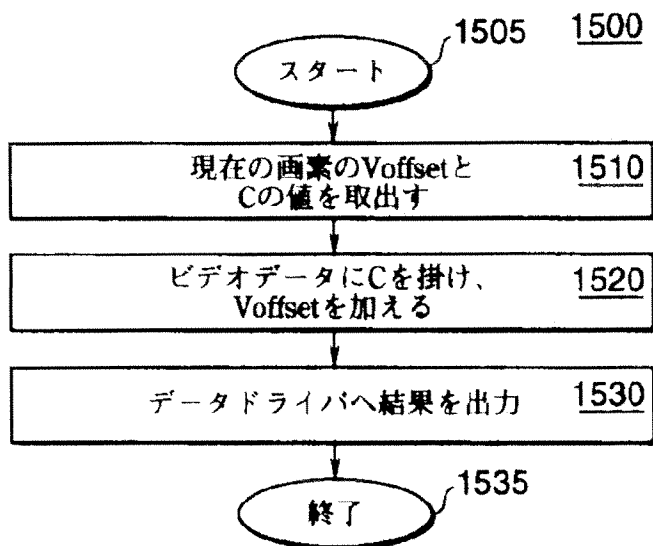 1500
1505
スタート
現在の画素のVoffsetと
Cの値を取出す
1510
ビデオデータにCを掛け、
Voffsetを加える
1520
データドライバへ結果を出力
1530
終了
1535